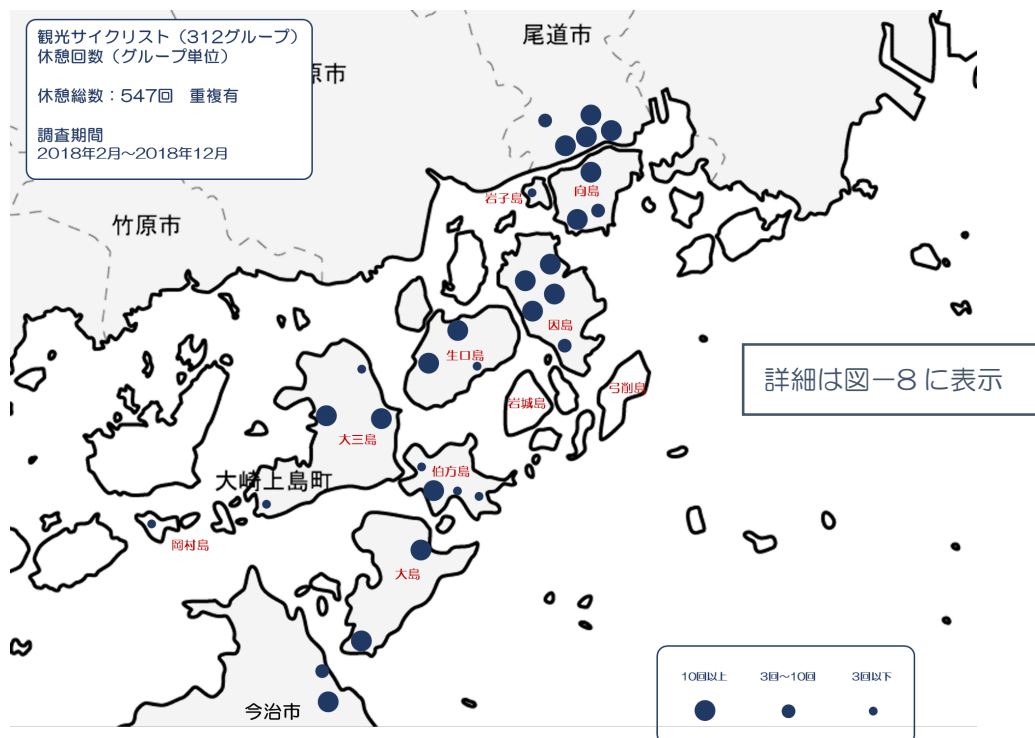 観光サイクリスト（312グループ）
休憩回数（グループ単位）
休憩総数：547回　重複有
調査期間
2018年2月～2018年12月
尾道市
原市
竹原市
岩子島
向島
因島
生口島
岩城島
弓削島
大三島
伯方島
大崎上島町
岡村島
大島
今治市
詳細は図－8に表示
10回以上　3回～10回　3回以下